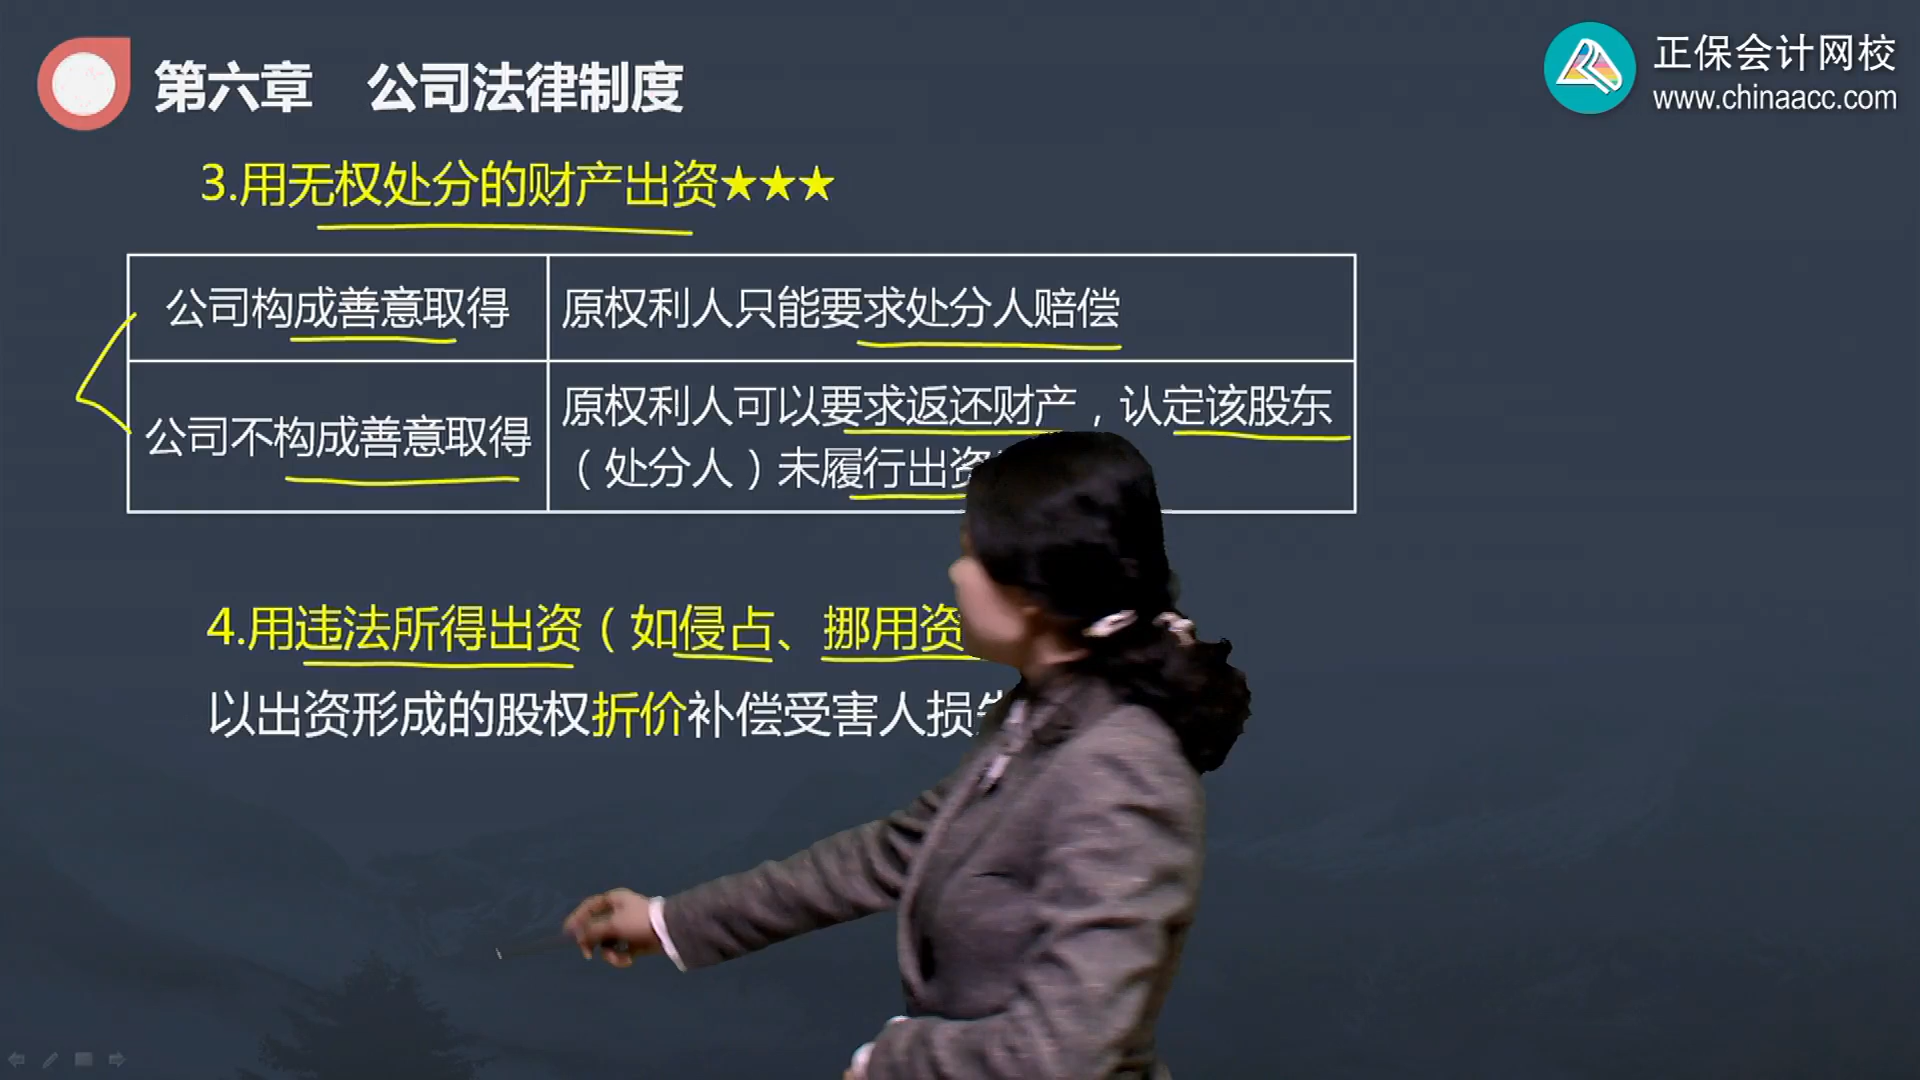 第六章 公司法律制度
正保会计网校
www.chinaacc.com
3.用无权处分的财产出资★★★
公司构成善意取得
原权利人只能要求处分人赔偿
公司不构成善意取得
原权利人可以要求返还财产，认定该股东
（处分人）未履行出资
4.用违法所得出资（如侵占、挪用资
以出资形成的股权折价补偿受害人损